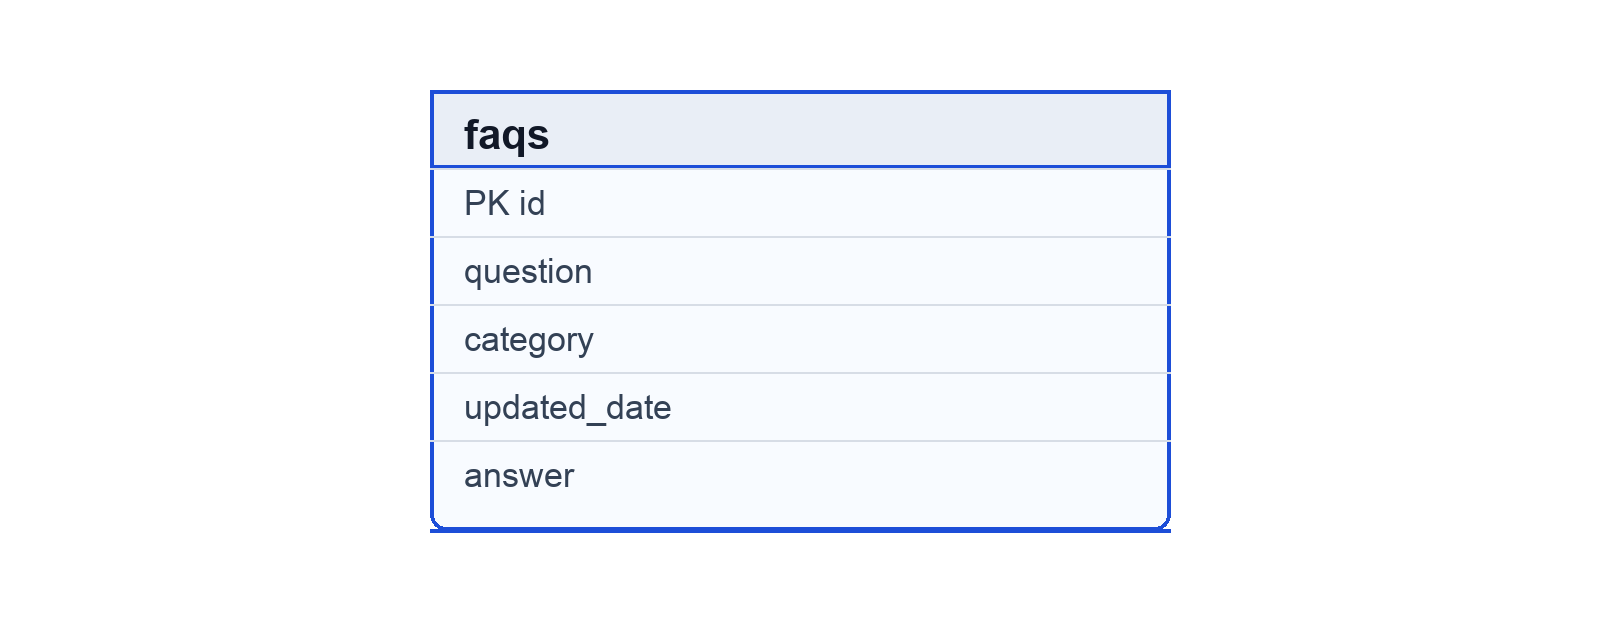 faqs
PK id
question
category
updated_date
answer